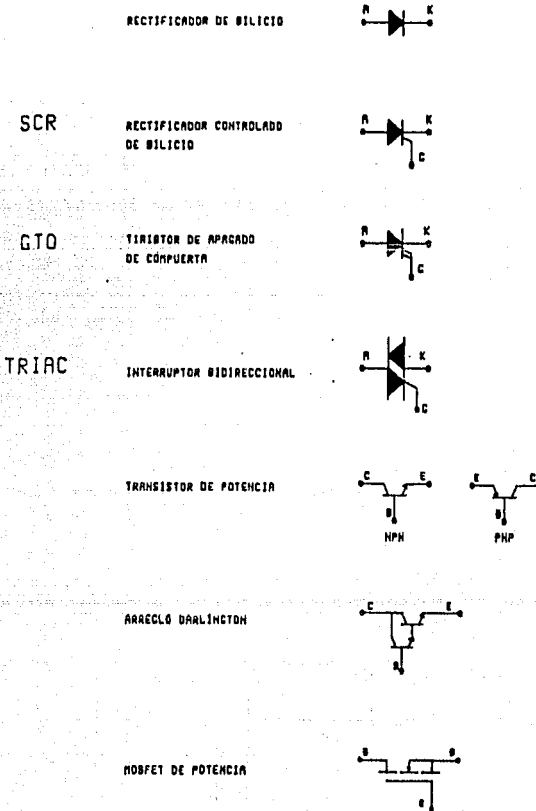 RECTIFICADOR DE SILICIO
A K
SCR
RECTIFICADOR CONTROLADO
DE SILICIO
A K
G
GTO
TIRISTOR DE APAGADO
DE COMPUERTA
A K
G
TRIAC
INTERRUPTOR BIDIRECCIONAL
A K
G
TRANSISTOR DE POTENCIA
C E
B
NPN
E C
B
PNP
ARREGLO DARLINGTON
C E
B
MOSFET DE POTENCIA